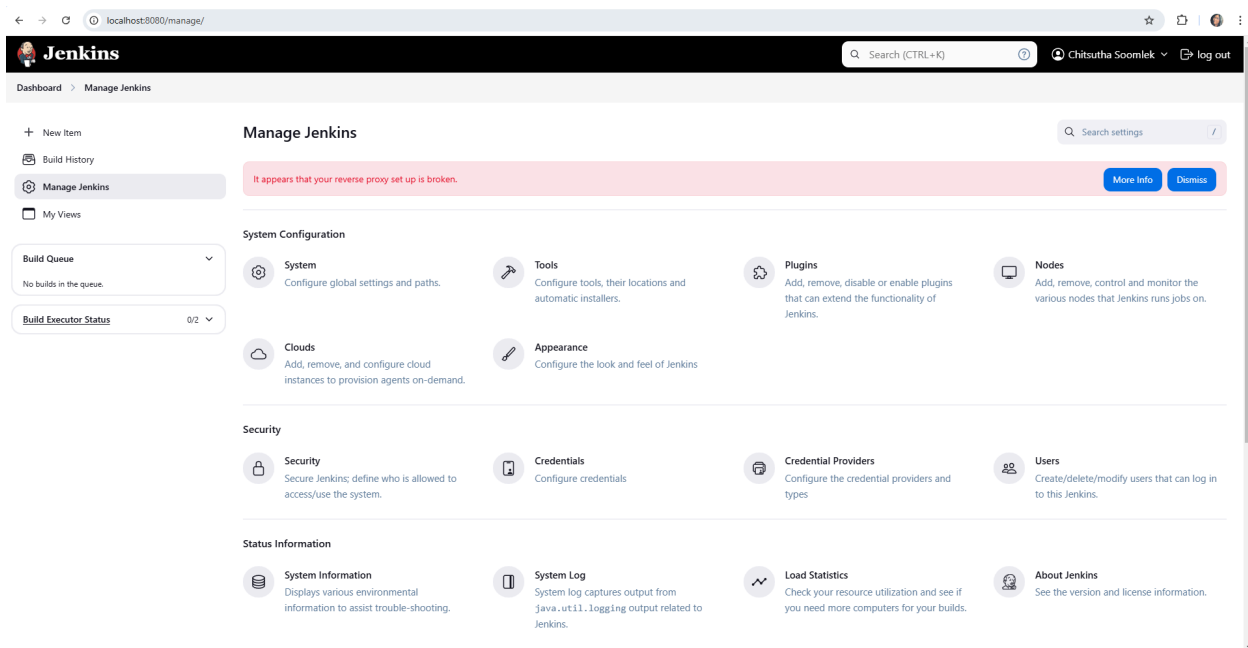 localhost:8080/manage/
Jenkins
Search (CTRL+K)
?
Chitsutha Soomlek
log out
Dashboard > Manage Jenkins
New Item
Build History
Manage Jenkins
My Views
Build Queue
No builds in the queue.
Build Executor Status 0/2
Manage Jenkins
Search settings /
It appears that your reverse proxy set up is broken.
More Info
Dismiss
System Configuration
System
Configure global settings and paths.
Tools
Configure tools, their locations and
automatic installers.
Plugins
Add, remove, disable or enable plugins
that can extend the functionality of
Jenkins.
Nodes
Add, remove, control and monitor the
various nodes that Jenkins runs jobs on.
Clouds
Add, remove, and configure cloud
instances to provision agents on-demand.
Appearance
Configure the look and feel of Jenkins
Security
Security
Secure Jenkins; define who is allowed to
access/use the system.
Credentials
Configure credentials
Credential Providers
Configure the credential providers and
types
Users
Create/delete/modify users that can log in
to this Jenkins.
Status Information
System Information
Displays various environmental
information to assist trouble-shooting.
System Log
System log captures output from
java.util.logging output related to
Jenkins.
Load Statistics
Check your resource utilization and see if
you need more computers for your builds.
About Jenkins
See the version and license information.